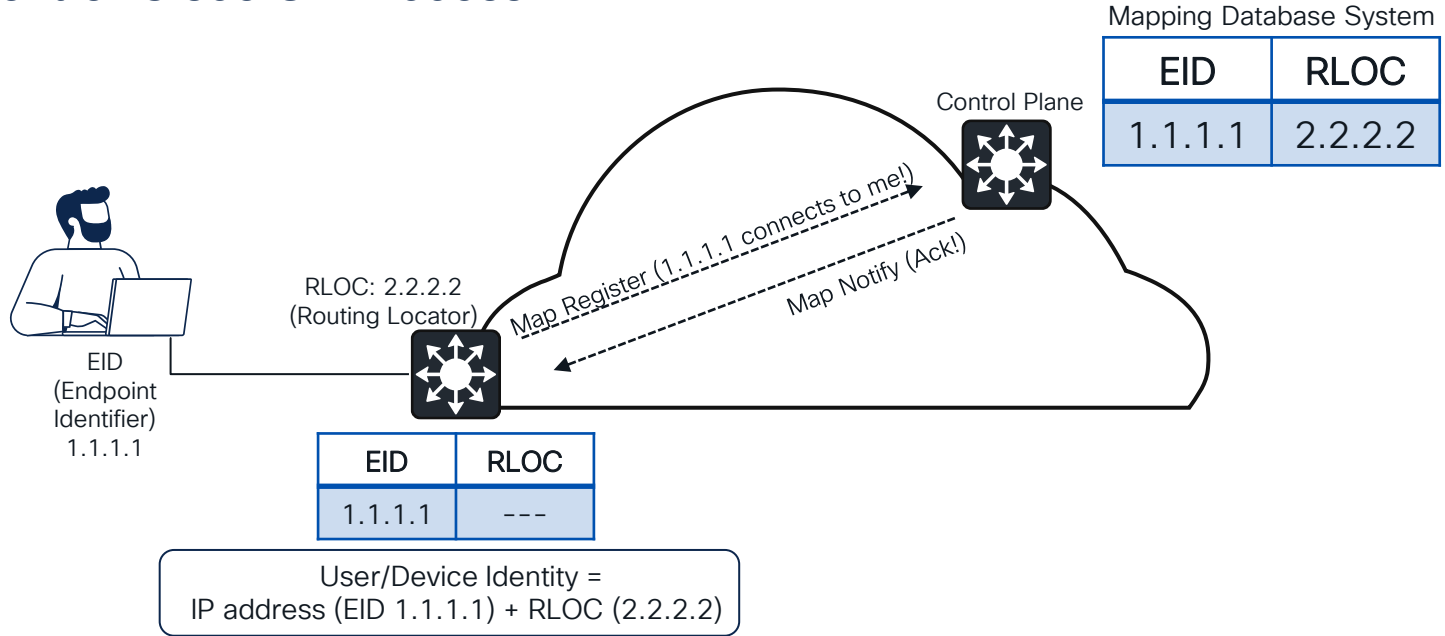 Mapping Database System
EID RLOC
1.1.1.1 2.2.2.2
Control Plane
Map Register (1.1.1.1 connects to me!)
Map Notify (Ack!)
RLOC: 2.2.2.2
(Routing Locator)
EID
(Endpoint
Identifier)
1.1.1.1
EID RLOC
1.1.1.1 ---
User/Device Identity =
IP address (EID 1.1.1.1) + RLOC (2.2.2.2)